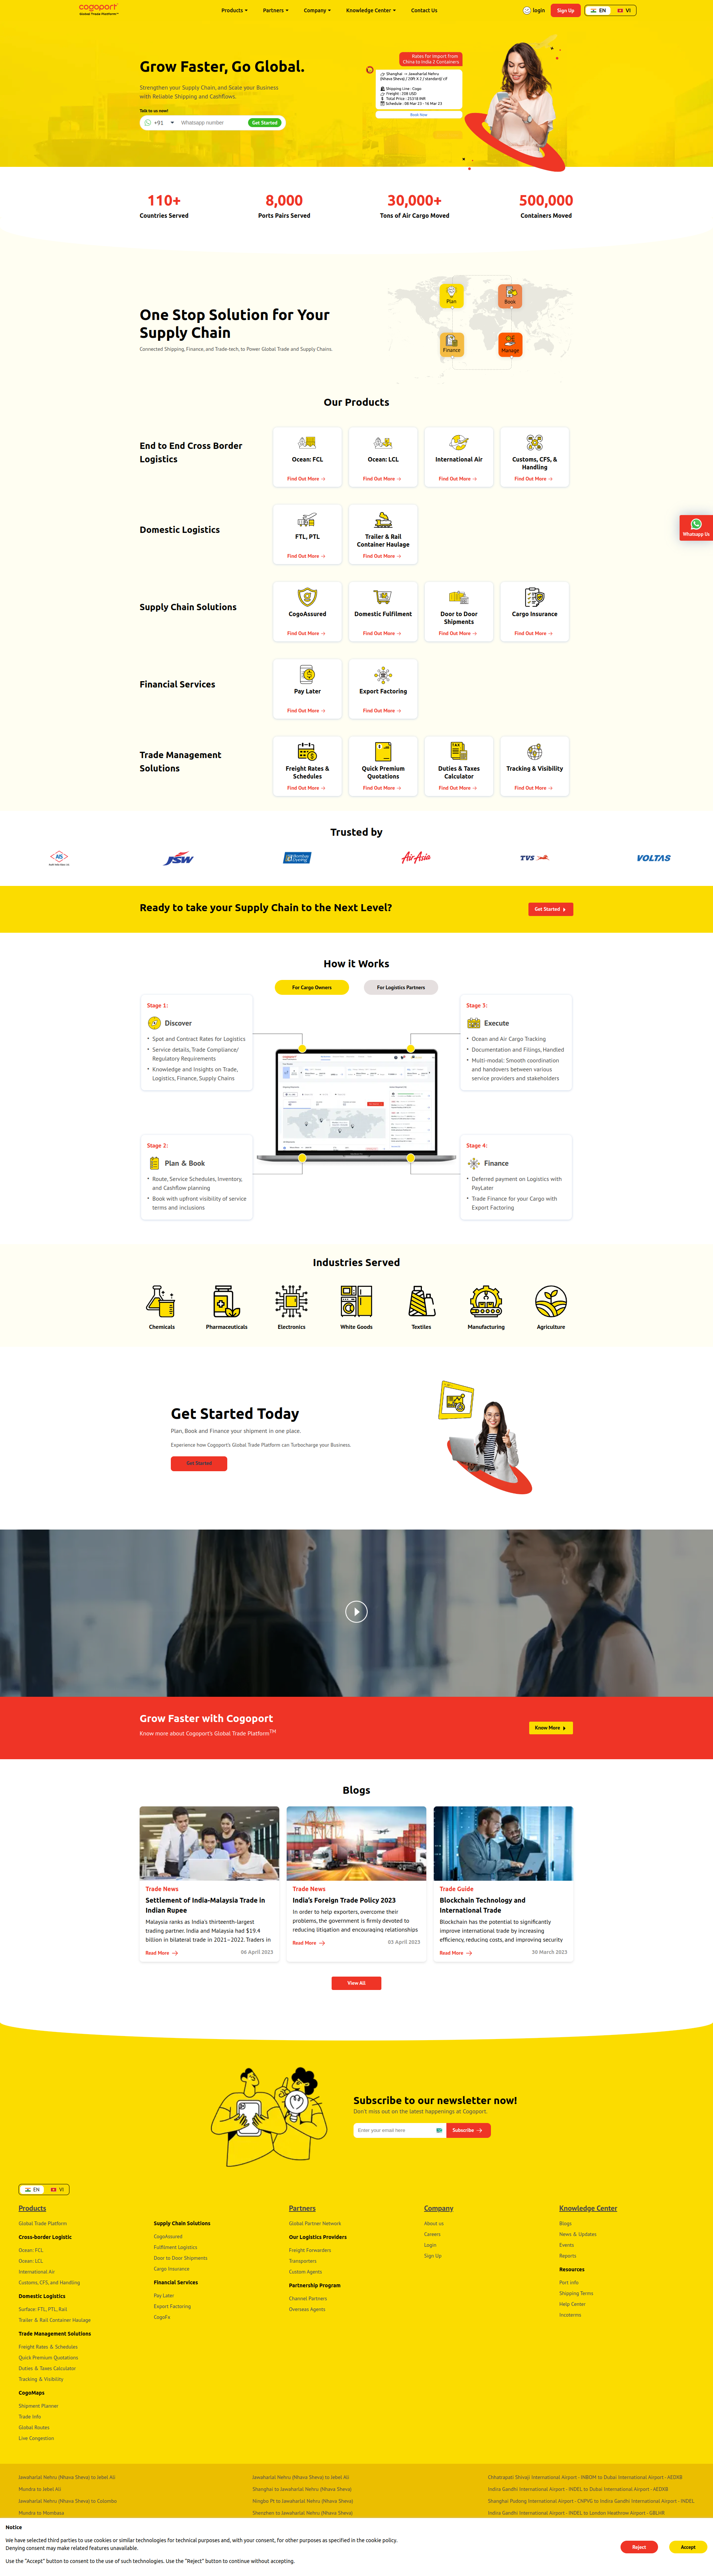 cogoport
Global Trade Platform™
Products
Partners
Company
Knowledge Center
Contact Us
login
Sign Up
EN
VI
Grow Faster, Go Global.
Strengthen your Supply Chain, and Scale your Business
with Reliable Shipping and Cashflows.
Talk to us now!
+91
Whatsapp number
Get Started
Rates for import from
China to India 2 Containers
Shanghai -> Jawaharlal Nehru
(Nhava Sheva) / 20Ft X 2 / standard/ cif
Shipping Line : Cogo
Freight : 208 USD
Total Price : 25318 INR
Schedule : 08 Mar 23 - 16 Mar 23
Book Now
110+
Countries Served
8,000
Ports Pairs Served
30,000+
Tons of Air Cargo Moved
500,000
Containers Moved
One Stop Solution for Your
Supply Chain
Connected Shipping, Finance, and Trade-tech, to Power Global Trade and Supply Chains.
Plan
Book
Finance
Manage
Our Products
End to End Cross Border
Logistics
Ocean: FCL
Find Out More
Ocean: LCL
Find Out More
International Air
Find Out More
Customs, CFS, &
Handling
Find Out More
Domestic Logistics
FTL, PTL
Find Out More
Trailer & Rail
Container Haulage
Find Out More
Whatsapp Us
Supply Chain Solutions
CogoAssured
Find Out More
Domestic Fulfilment
Find Out More
Door to Door
Shipments
Find Out More
Cargo Insurance
Find Out More
Financial Services
Pay Later
Find Out More
Export Factoring
Find Out More
Trade Management
Solutions
Freight Rates &
Schedules
Find Out More
Quick Premium
Quotations
Find Out More
TAX
Duties & Taxes
Calculator
Find Out More
Tracking & Visibility
Find Out More
Trusted by
AIS
JSW
Bombay
Dyeing
AirAsia
TVS
VOLTAS
Ready to take your Supply Chain to the Next Level?
Get Started
How it Works
For Cargo Owners
For Logistics Partners
Stage 1:
Discover
• Spot and Contract Rates for Logistics
• Service details, Trade Compliance/
Regulatory Requirements
• Knowledge and Insights on Trade,
Logistics, Finance, Supply Chains
Stage 3:
Execute
• Ocean and Air Cargo Tracking
• Documentation and Filings, Handled
• Multi-modal: Smooth coordination
and handovers between various
service providers and stakeholders
Stage 2:
Plan & Book
• Route, Service Schedules, Inventory,
and Cashflow planning
• Book with upfront visibility of service
terms and inclusions
Stage 4:
Finance
• Deferred payment on Logistics with
PayLater
• Trade Finance for your Cargo with
Export Factoring
Industries Served
Chemicals
Pharmaceuticals
Electronics
White Goods
Textiles
Manufacturing
Agriculture
Get Started Today
Plan, Book and Finance your shipment in one place.
Experience how Cogoport's Global Trade Platform can Turbocharge your Business.
Get Started
Grow Faster with Cogoport
Know more about Cogoport's Global Trade Platform™
Know More
Blogs
Trade News
Settlement of India-Malaysia Trade in
Indian Rupee
Malaysia ranks as India's thirteenth-largest
trading partner. India and Malaysia had $19.4
billion in bilateral trade in 2021–2022. Traders in
Read More
06 April 2023
Trade News
India's Foreign Trade Policy 2023
In order to help exporters, overcome their
problems, the government is firmly devoted to
reducing litigation and encouraging relationships
Read More
03 April 2023
Trade Guide
Blockchain Technology and
International Trade
Blockchain has the potential to significantly
improve international trade by increasing
efficiency, reducing costs, and improving security
Read More
30 March 2023
View All
Subscribe to our newsletter now!
Don't miss out on the latest happenings at Cogoport.
Enter your email here
Subscribe
EN
VI
Products
Global Trade Platform
Cross-border Logistic
Ocean: FCL
Ocean: LCL
International Air
Customs, CFS, and Handling
Domestic Logistics
Surface: FTL, PTL, Rail
Trailer & Rail Container Haulage
Trade Management Solutions
Freight Rates & Schedules
Quick Premium Quotations
Duties & Taxes Calculator
Tracking & Visibility
CogoMaps
Shipment Planner
Trade Info
Global Routes
Live Congestion
Supply Chain Solutions
CogoAssured
Fulfilment Logistics
Door to Door Shipments
Cargo Insurance
Financial Services
Pay Later
Export Factoring
CogoFx
Partners
Global Partner Network
Our Logistics Providers
Freight Forwarders
Transporters
Custom Agents
Partnership Program
Channel Partners
Overseas Agents
Company
About us
Careers
Login
Sign Up
Knowledge Center
Blogs
News & Updates
Events
Reports
Resources
Port info
Shipping Terms
Help Center
Incoterms
Jawaharlal Nehru (Nhava Sheva) to Jebel Ali
Mundra to Jebel Ali
Jawaharlal Nehru (Nhava Sheva) to Colombo
Mundra to Mombasa
Jawaharlal Nehru (Nhava Sheva) to Jebel Ali
Shanghai to Jawaharlal Nehru (Nhava Sheva)
Ningbo Pt to Jawaharlal Nehru (Nhava Sheva)
Shenzhen to Jawaharlal Nehru (Nhava Sheva)
Chhatrapati Shivaji International Airport - INBOM to Dubai International Airport - AEDXB
Indira Gandhi International Airport - INDEL to Dubai International Airport - AEDXB
Shanghai Pudong International Airport - CNPVG to Indira Gandhi International Airport - INDEL
Indira Gandhi International Airport - INDEL to London Heathrow Airport - GBLHR
Notice
We have selected third parties to use cookies or similar technologies for technical purposes and, with your consent, for other purposes as specified in the cookie policy.
Denying consent may make related features unavailable.
Use the "Accept" button to consent to the use of such technologies. Use the "Reject" button to continue without accepting.
Reject
Accept